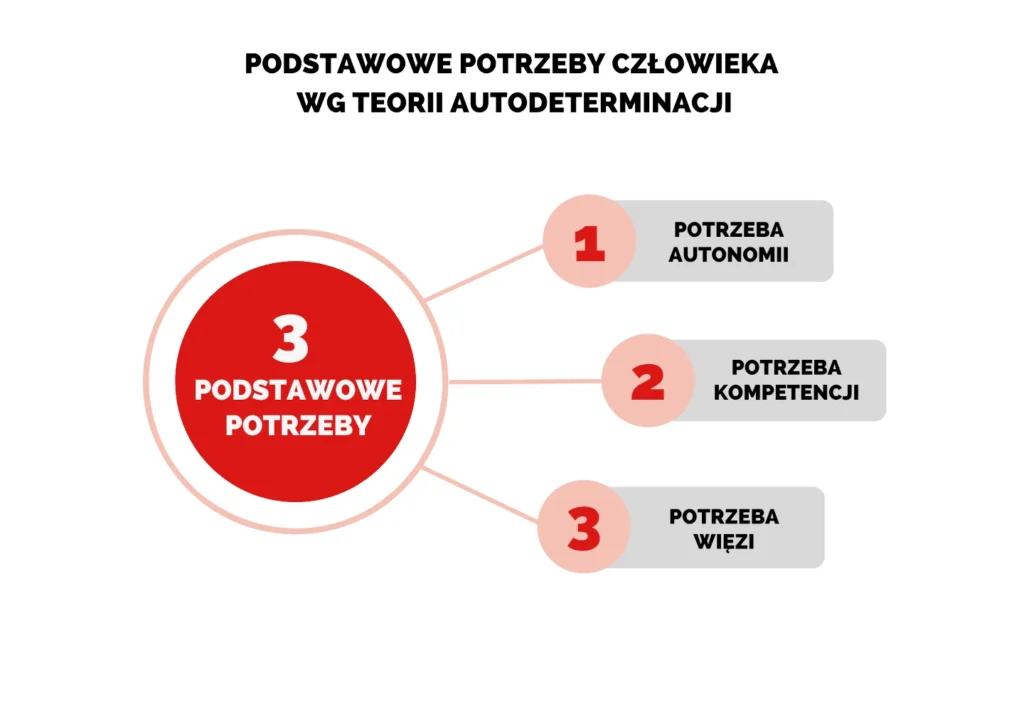 PODSTAWOWE POTRZEBY CZŁOWIEKA
WG TEORII AUTODETERMINACJI
3
PODSTAWOWE
POTRZEBY
1
POTRZEBA
AUTONOMII
2
POTRZEBA
KOMPETENCJI
3
POTRZEBA
WIĘZI